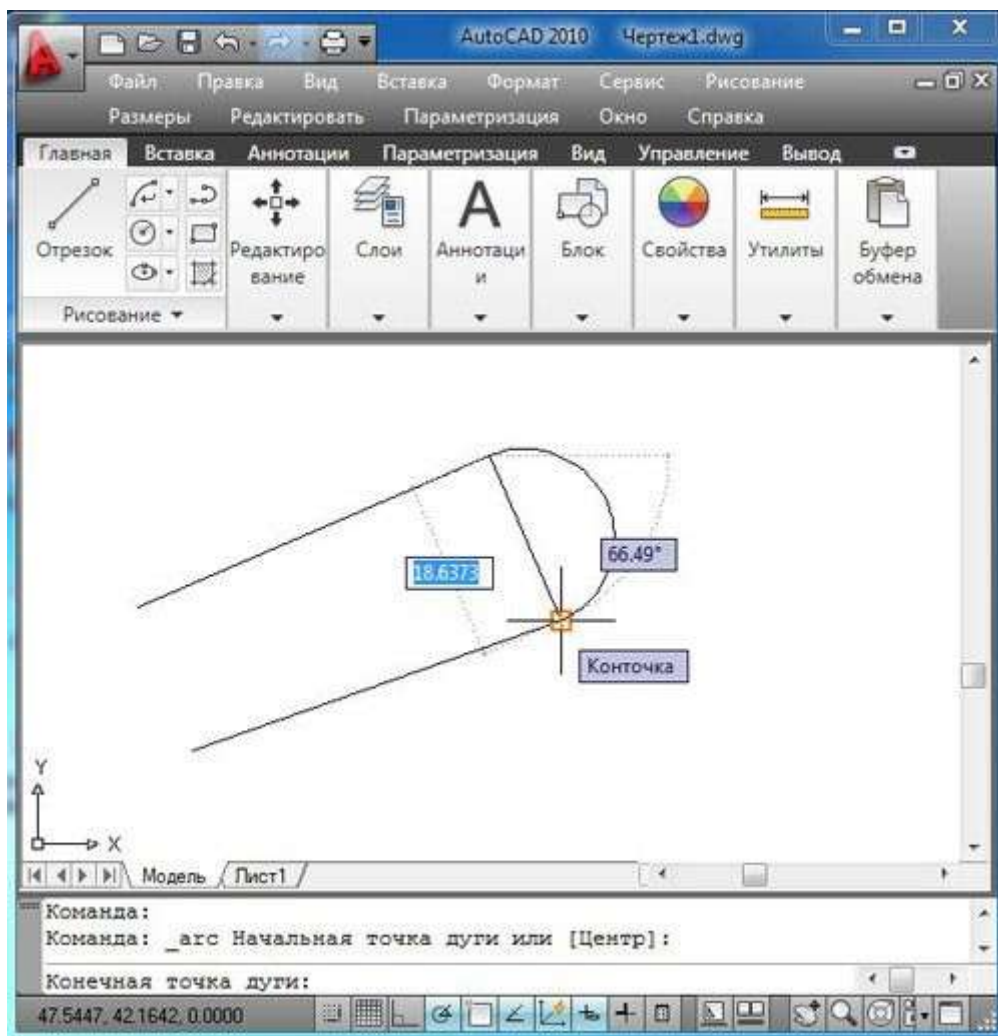 AutoCAD 2010 Чертеж1.dwg
Файл Правка Вид Вставка Формат Сервис Рисование
Размеры Редактировать Параметризация Окно Справка
Главная Вставка Аннотации Параметризация Вид Управление Вывод
Отрезок
Редактиро
вание
Слои
A
Аннотаци
и
Блок
Свойства
Утилиты
Буфер
обмена
Рисование
66.49°
18.6373
Конточка
Y
X
Модель Лист1
Команда:
Команда: _arc Начальная точка дуги или [Центр]:
Конечная точка дуги:
47.5447, 42.1642, 0.0000